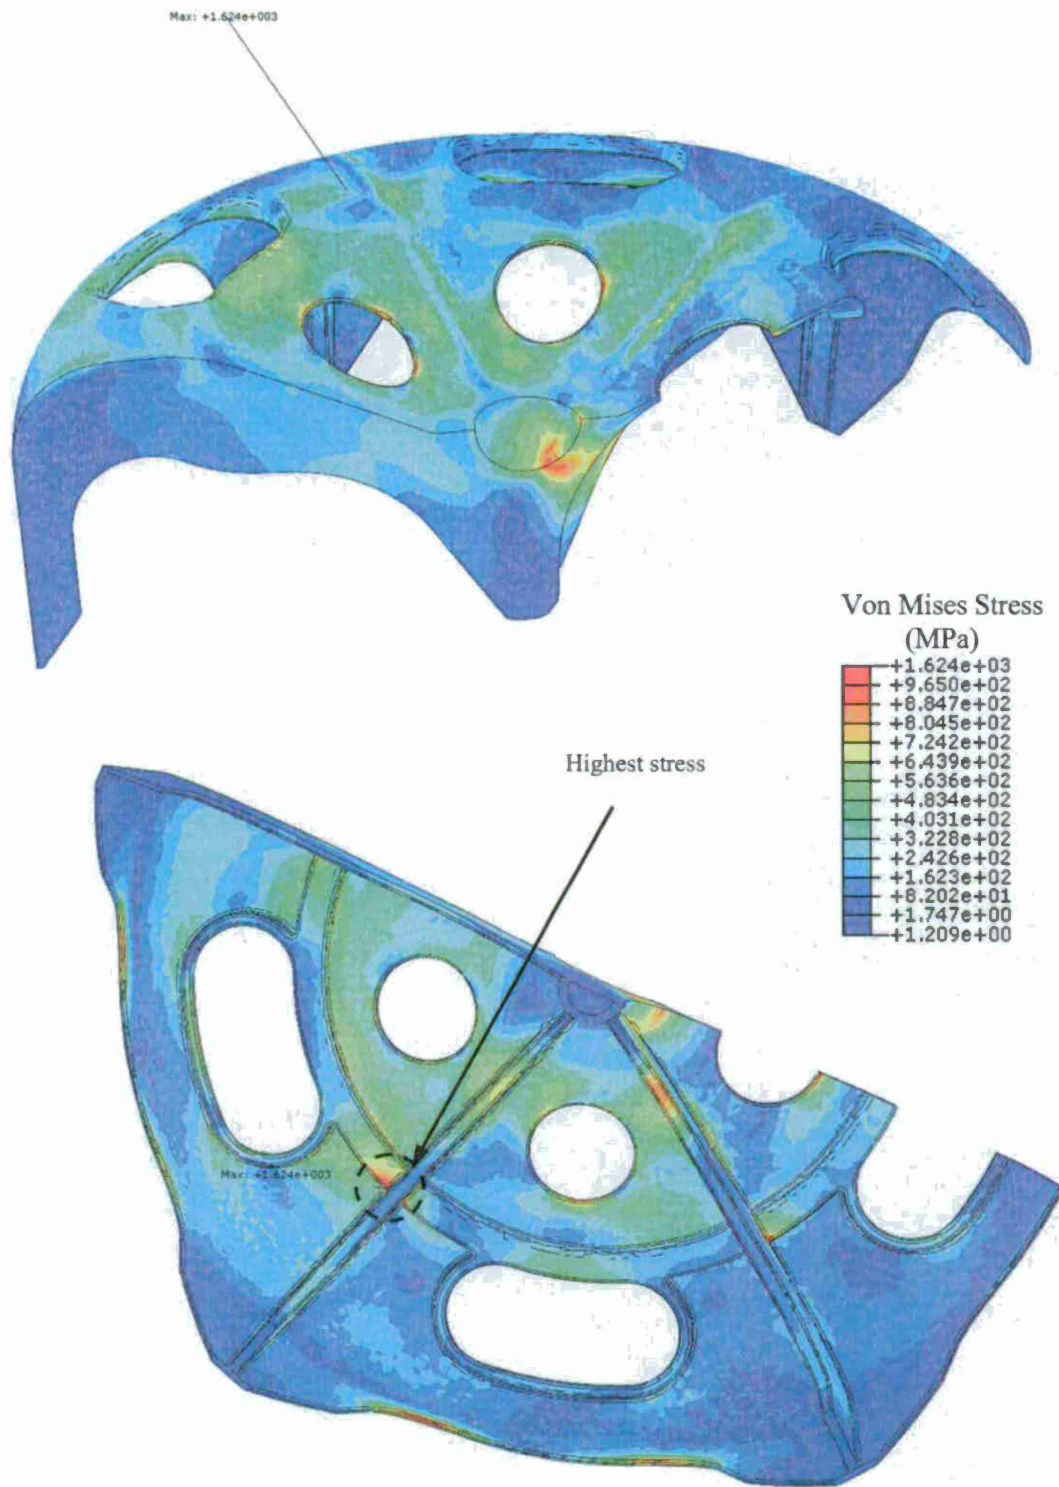 Max: +1.624e+003
Von Mises Stress
(MPa)
+1.624e+03
+9.650e+02
+8.847e+02
+8.045e+02
+7.242e+02
+6.439e+02
+5.636e+02
+4.834e+02
+4.031e+02
+3.228e+02
+2.426e+02
+1.623e+02
+8.202e+01
+1.747e+00
+1.209e+00
Highest stress
Max: +1.624e+003